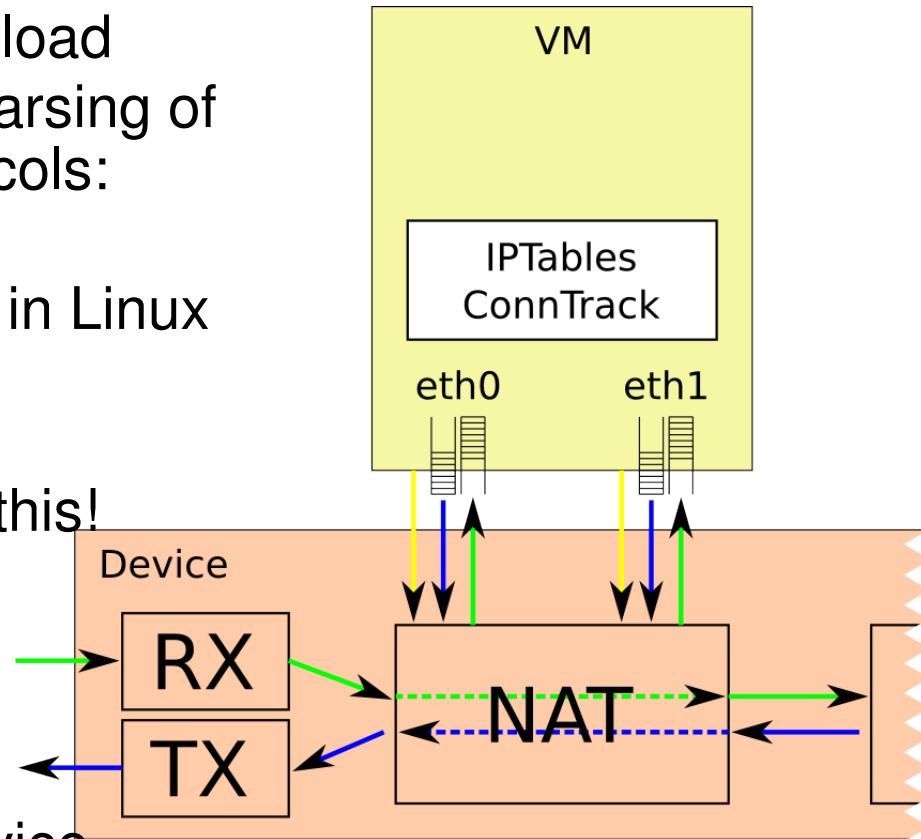 load
arsing of
cols:
in Linux
this!
VM
IPTables
ConnTrack
eth0
eth1
Device
RX
TX
NAT